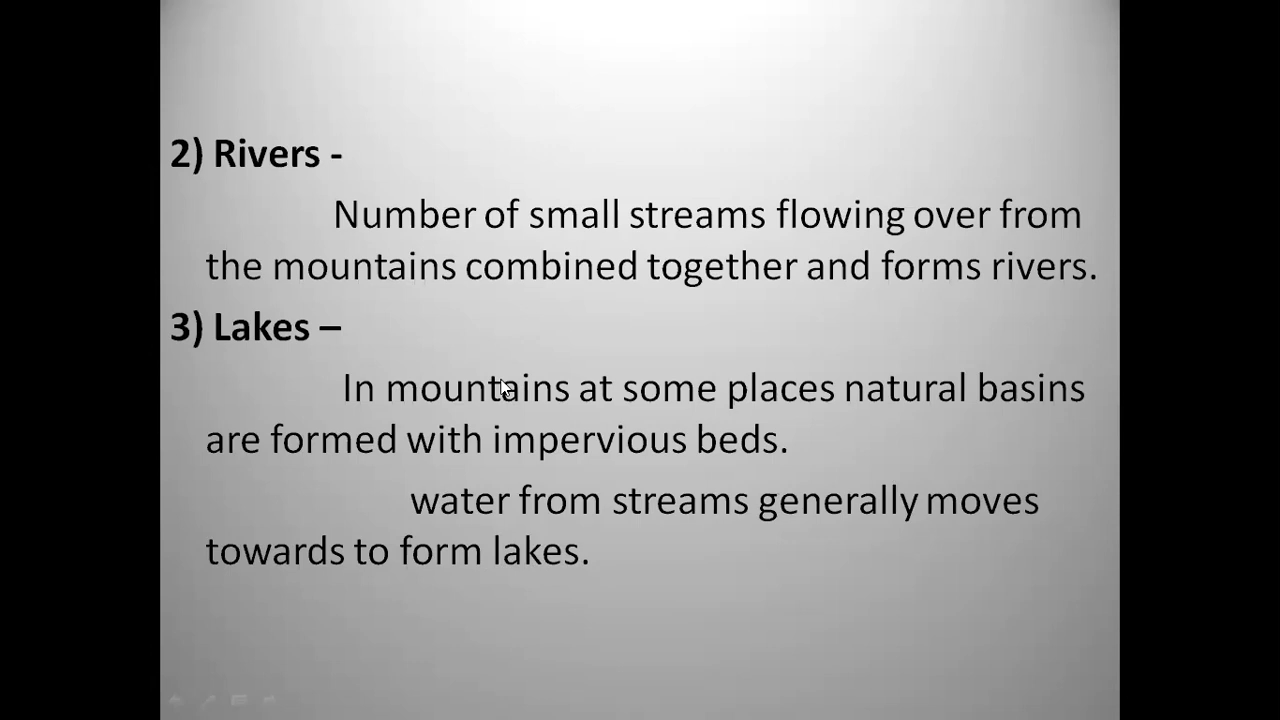 2) Rivers -
Number of small streams flowing over from
the mountains combined together and forms rivers.
3) Lakes –
In mountains at some places natural basins
are formed with impervious beds.
water from streams generally moves
towards to form lakes.